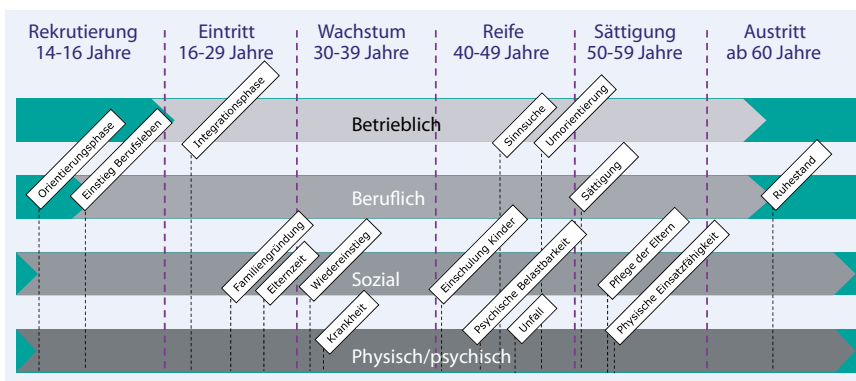 Rekrutierung
14-16 Jahre
Eintritt
16-29 Jahre
Wachstum
30-39 Jahre
Reife
40-49 Jahre
Sättigung
50-59 Jahre
Austritt
ab 60 Jahre
Betrieblich
Orientierungsphase
Einstieg Berufsleben
Integrationsphase
Sinnsuche
Umorientierung
Beruflich
Sättigung
Ruhestand
Sozial
Familiengründung
Elternzeit
Wiedereinstieg
Einschulung Kinder
Pflege der Eltern
Physisch/psychisch
Krankheit
Psychische Belastbarkeit
Unfall
Physische Einsatzfähigkeit